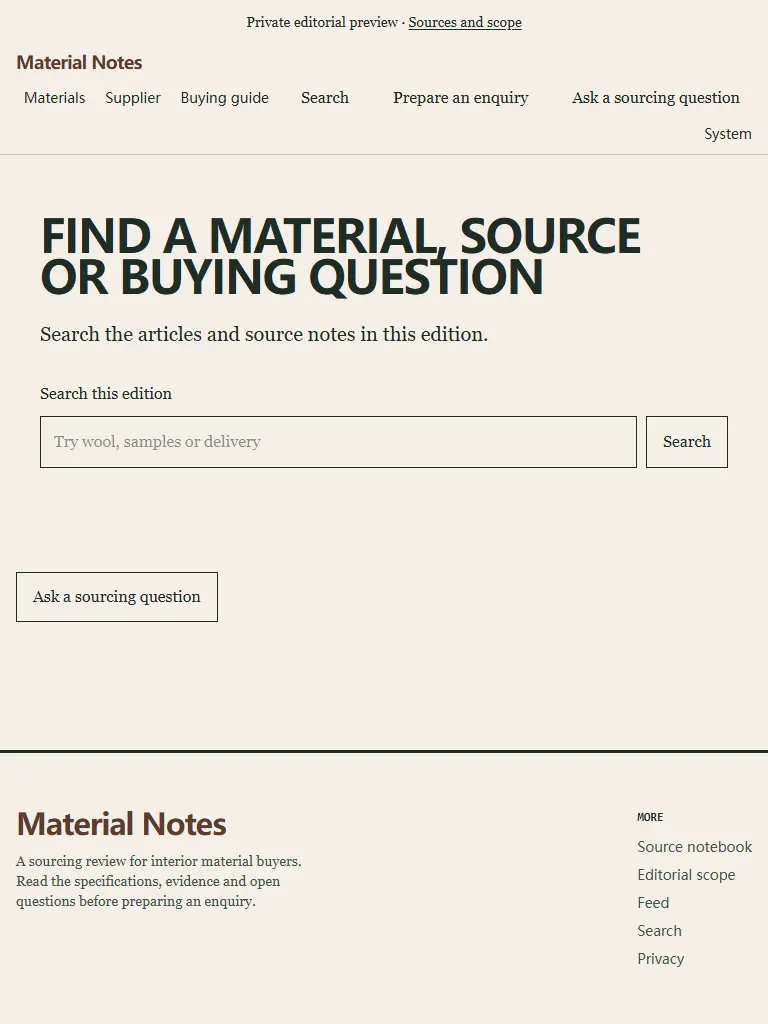 Private editorial preview · Sources and scope
Material Notes
Materials Supplier Buying guide Search Prepare an enquiry Ask a sourcing question
System
FIND A MATERIAL, SOURCE
OR BUYING QUESTION
Search the articles and source notes in this edition.
Search this edition
Try wool, samples or delivery
Search
Ask a sourcing question
Material Notes
A sourcing review for interior material buyers.
Read the specifications, evidence and open
questions before preparing an enquiry.
MORE
Source notebook
Editorial scope
Feed
Search
Privacy